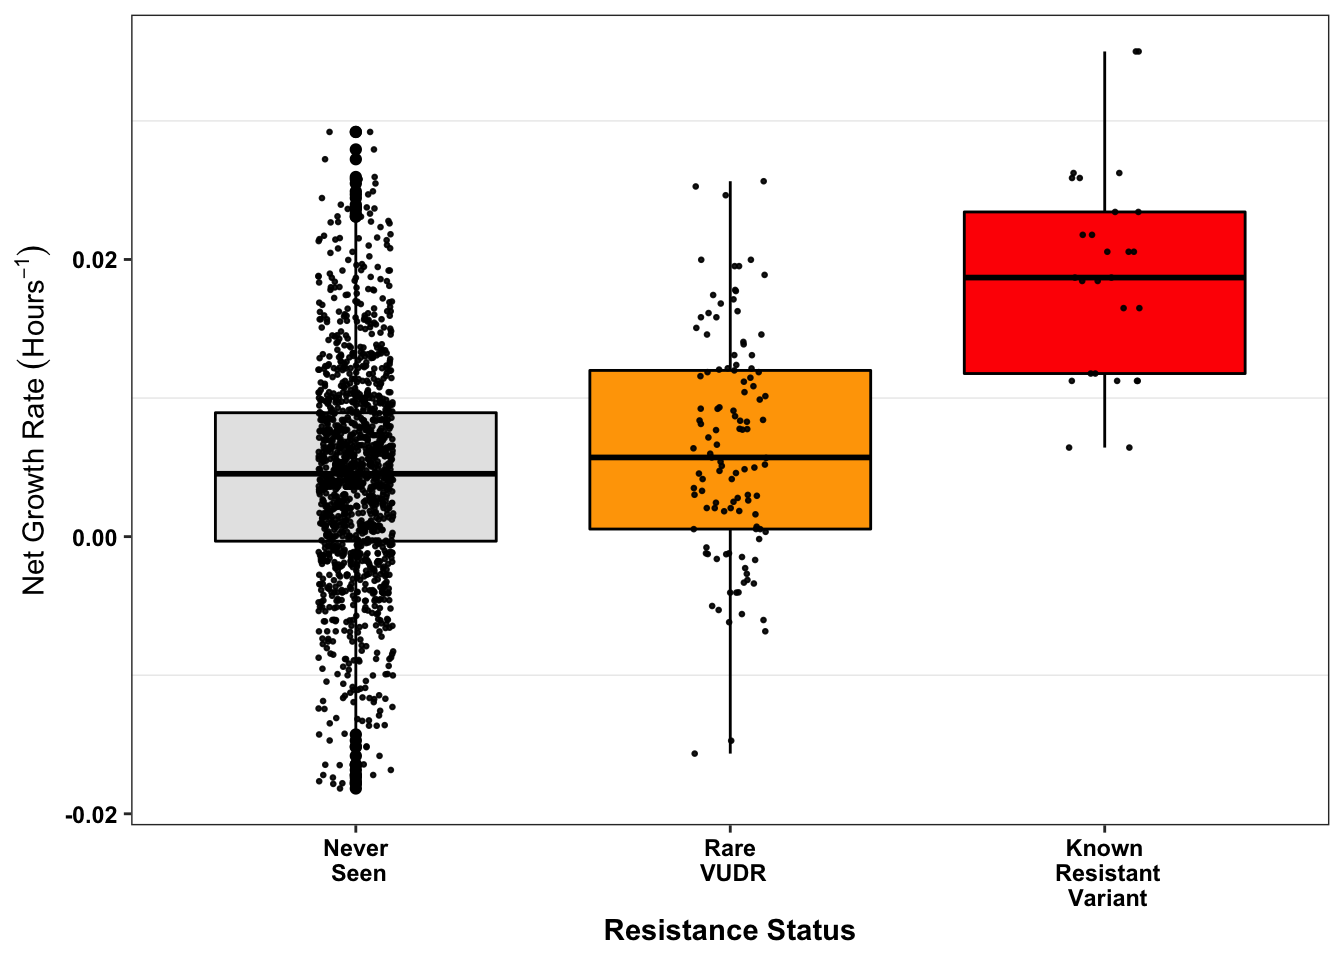 Net Growth Rate (Hours⁻¹)
0.02
0.00
-0.02
Never
Seen
Rare
VUDR
Known
Resistant
Variant
Resistance Status